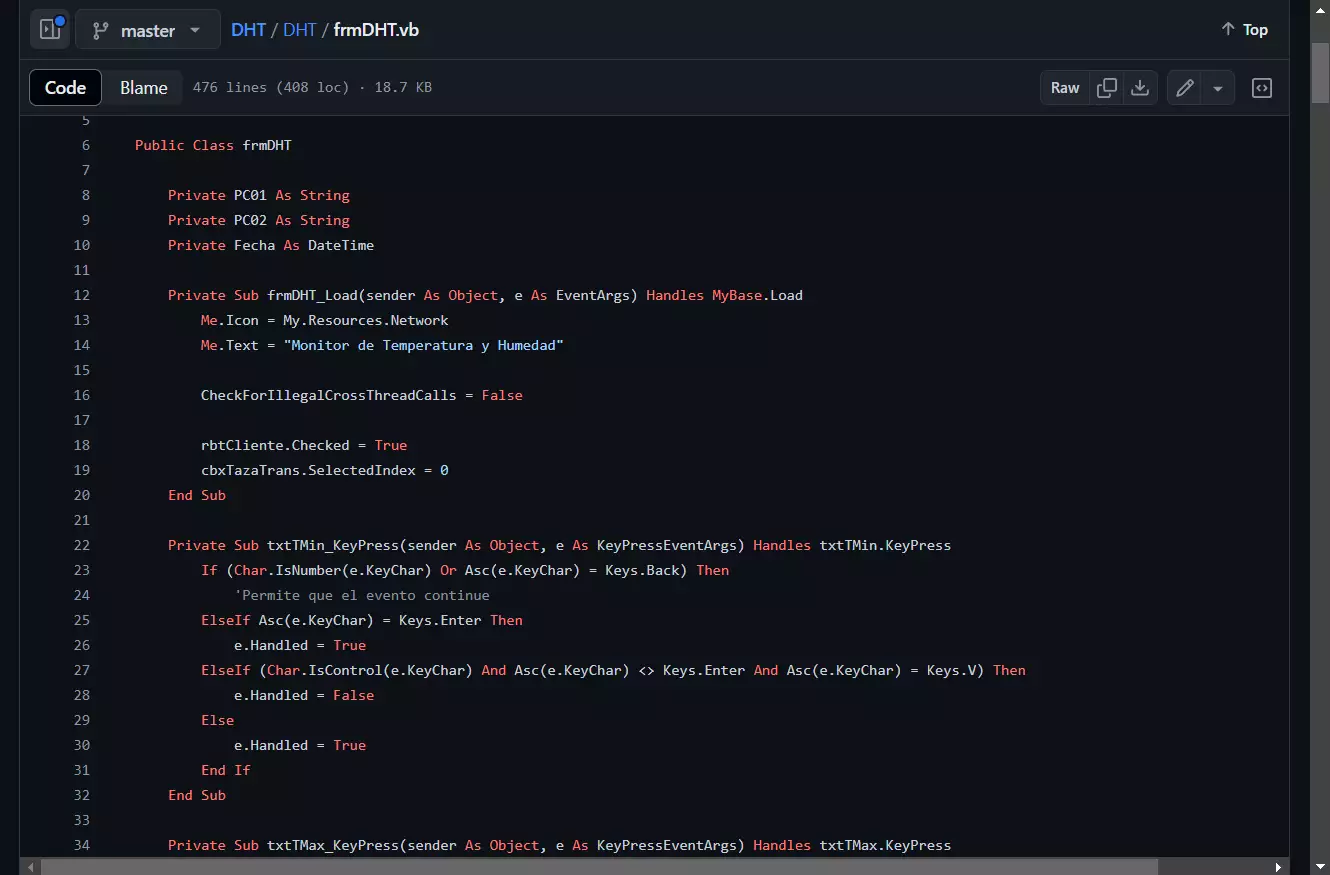 master DHT / DHT / frmDHT.vb Top
Code Blame 476 lines (408 loc) · 18.7 KB Raw
5
6 Public Class frmDHT
7
8 Private PC01 As String
9 Private PC02 As String
10 Private Fecha As DateTime
11
12 Private Sub frmDHT_Load(sender As Object, e As EventArgs) Handles MyBase.Load
13 Me.Icon = My.Resources.Network
14 Me.Text = "Monitor de Temperatura y Humedad"
15
16 CheckForIllegalCrossThreadCalls = False
17
18 rbtCliente.Checked = True
19 cbxTazaTrans.SelectedIndex = 0
20 End Sub
21
22 Private Sub txtTMin_KeyPress(sender As Object, e As KeyPressEventArgs) Handles txtTMin.KeyPress
23 If (Char.IsNumber(e.KeyChar) Or Asc(e.KeyChar) = Keys.Back) Then
24 'Permite que el evento continue
25 ElseIf Asc(e.KeyChar) = Keys.Enter Then
26 e.Handled = True
27 ElseIf (Char.IsControl(e.KeyChar) And Asc(e.KeyChar) <> Keys.Enter And Asc(e.KeyChar) = Keys.V) Then
28 e.Handled = False
29 Else
30 e.Handled = True
31 End If
32 End Sub
33
34 Private Sub txtTMax_KeyPress(sender As Object, e As KeyPressEventArgs) Handles txtTMax.KeyPress